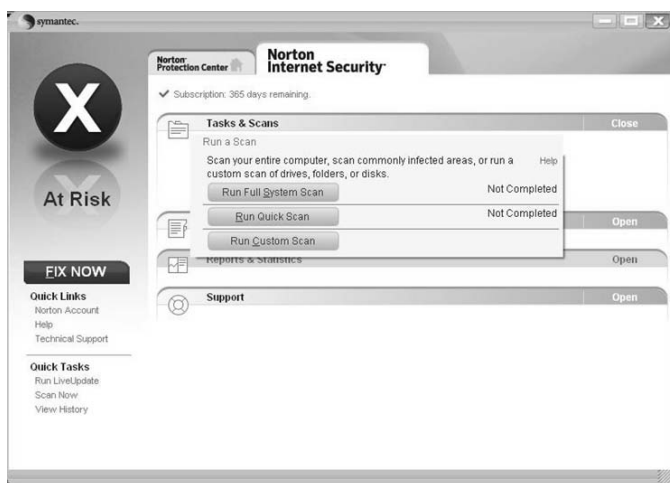 symantec.
Norton™
Protection Center
Norton
Internet Security™
Subscription: 365 days remaining.
X
At Risk
FIX NOW
Quick Links
Norton Account
Help
Technical Support
Quick Tasks
Run LiveUpdate
Scan Now
View History
Tasks & Scans Close
Run a Scan
Scan your entire computer, scan commonly infected areas, or run a Help
custom scan of drives, folders, or disks.
Run Full System Scan Not Completed
Run Quick Scan Not Completed
Run Custom Scan
Open
Reports & Statistics Open
Support Open